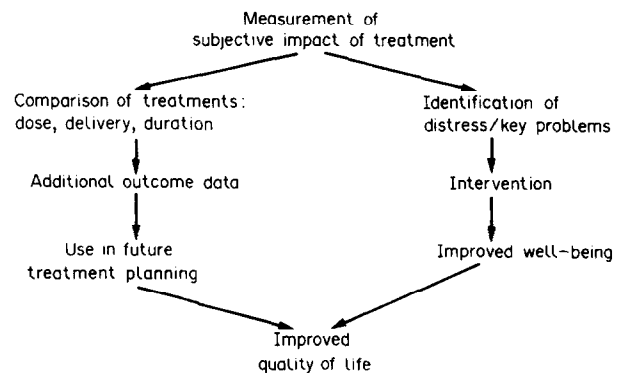 Measurement of
subjective impact of treatment
Comparison of treatments:
dose, delivery, duration
Identification of
distress/key problems
Additional outcome data
Intervention
Use in future
treatment planning
Improved well-being
Improved
quality of life